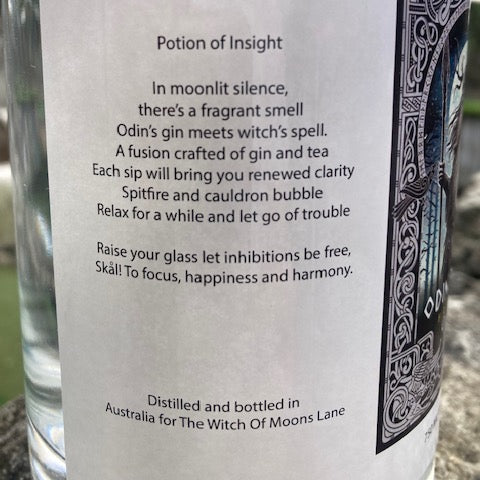 Potion of Insight
In moonlit silence,
there's a fragrant smell
Odin's gin meets witch's spell.
A fusion crafted of gin and tea
Each sip will bring you renewed clarity
Spitfire and cauldron bubble
Relax for a while and let go of trouble
Raise your glass let inhibitions be free,
Skål! To focus, happiness and harmony.
Distilled and bottled in
Australia for The Witch Of Moons Lane